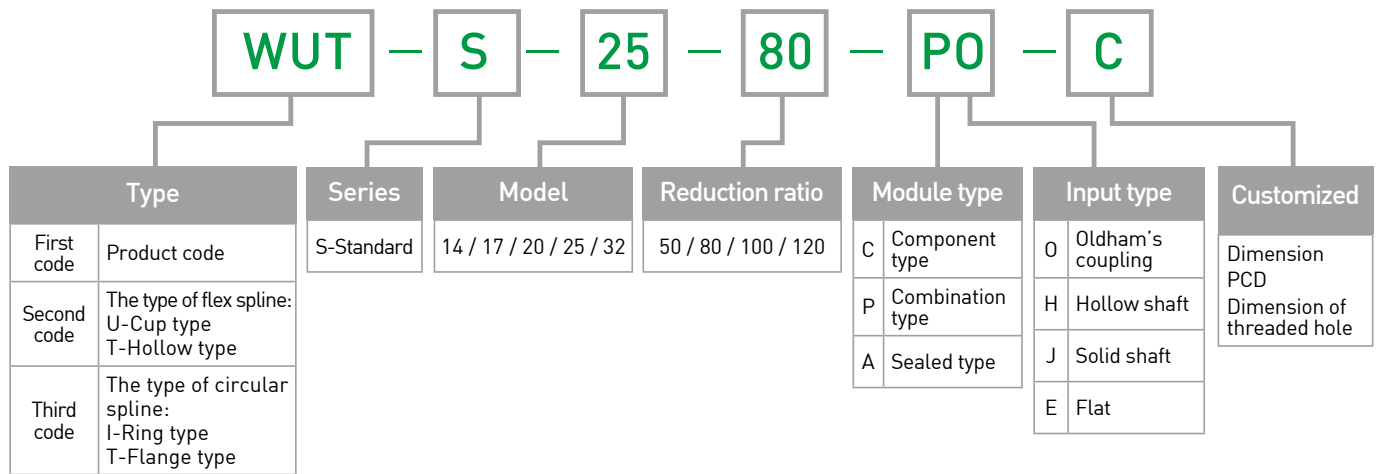 WUT — S — 25 — 80 — PO — C
Type
First
code
Product code
Second
code
The type of flex spline:
U-Cup type
T-Hollow type
Third
code
The type of circular
spline:
I-Ring type
T-Flange type
Series
S-Standard
Model
14 / 17 / 20 / 25 / 32
Reduction ratio
50 / 80 / 100 / 120
Module type
C Component
type
P Combination
type
A Sealed type
Input type
O Oldham's
coupling
H Hollow shaft
J Solid shaft
E Flat
Customized
Dimension
PCD
Dimension of
threaded hole